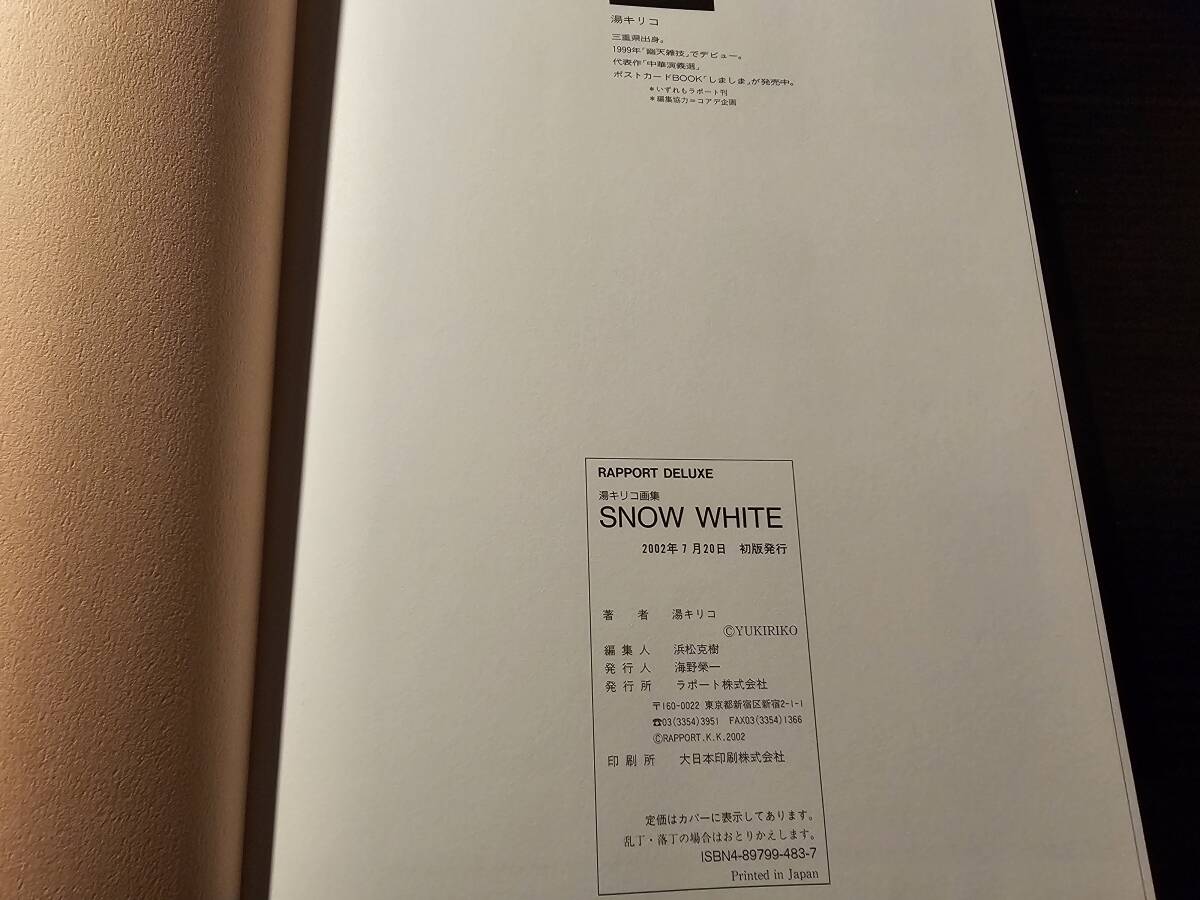 湯キリコ
三重県出身。
1999年「幽天雑技」でデビュー。
代表作「中華演義選」
ポストカードBOOK「しましま」が発売中。
＊いずれもラポート刊
＊編集協力＝コアデ企画
RAPPORT DELUXE
湯キリコ画集
SNOW WHITE
2002年7月20日 初版発行
著 者 湯キリコ
©YUKIRIKO
編集人 浜松克樹
発行人 海野榮一
発行所 ラポート株式会社
〒160-0022 東京都新宿区新宿2-1-1
☎03(3354)3951 FAX03(3354)1366
©RAPPORT.K.K.2002
印刷所 大日本印刷株式会社
定価はカバーに表示してあります。
乱丁・落丁の場合はおとりかえします。
ISBN4-89799-483-7
Printed in Japan